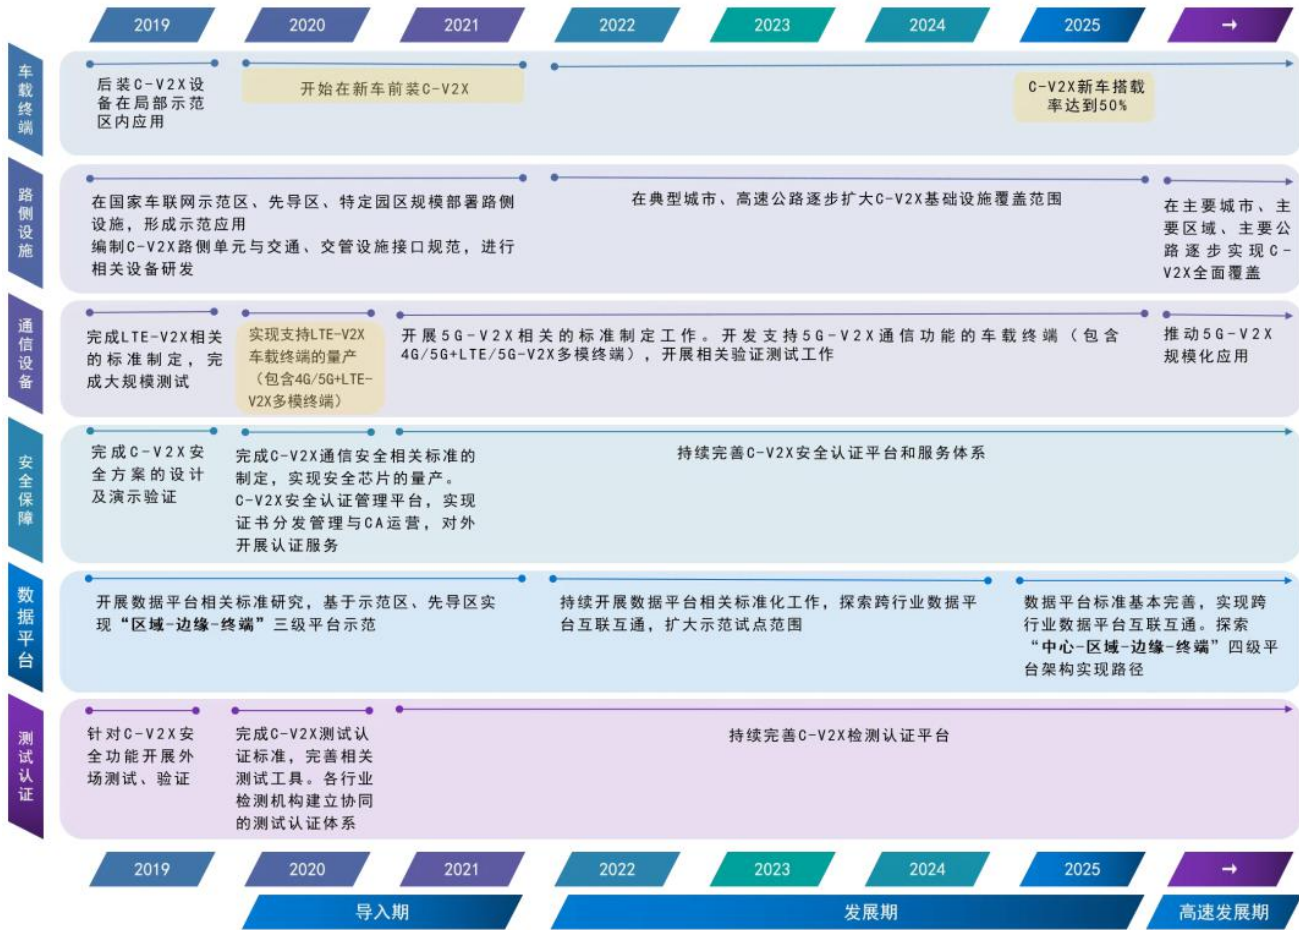 2019
2020
2021
2022
2023
2024
2025
→
车载终端
后装C-V2X设
备在局部示范
区内应用
开始在新车前装C-V2X
C-V2X新车搭载
率达到50%
路侧设施
在国家车联网示范区、先导区、特定园区规模部署路侧
设施，形成示范应用
编制C-V2X路侧单元与交通、交管设施接口规范，进行
相关设备研发
在典型城市、高速公路逐步扩大C-V2X基础设施覆盖范围
在主要城市、主
要区域、主要公
路逐步实现C-
V2X全面覆盖
通信设备
完成LTE-V2X相关
的标准制定，完
成大规模测试
实现支持LTE-V2X
车载终端的量产
（包含4G/5G+LTE-
V2X多模终端）
开展5G-V2X相关的标准制定工作。开发支持5G-V2X通信功能的车载终端（包含
4G/5G+LTE/5G-V2X多模终端），开展相关验证测试工作
推动5G-V2X
规模化应用
安全保障
完成C-V2X安
全方案的设计
及演示验证
完成C-V2X通信安全相关标准的
制定，实现安全芯片的量产。
C-V2X安全认证管理平台，实现
证书分发管理与CA运营，对外
开展认证服务
持续完善C-V2X安全认证平台和服务体系
数据平台
开展数据平台相关标准研究，基于示范区、先导区实
现“区域-边缘-终端”三级平台示范
持续开展数据平台相关标准化工作，探索跨行业数据平
台互联互通，扩大示范试点范围
数据平台标准基本完善，实现跨
行业数据平台互联互通。探索
“中心-区域-边缘-终端”四级平
台架构实现路径
测试认证
针对C-V2X安
全功能开展外
场测试、验证
完成C-V2X测试认
证标准，完善相关
测试工具。各行业
检测机构建立协同
的测试认证体系
持续完善C-V2X检测认证平台
2019
2020
2021
2022
2023
2024
2025
→
导入期
发展期
高速发展期